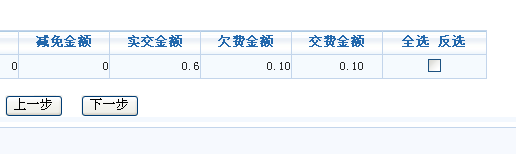 减免金额 实交金额 欠费金额 交费金额 全选 反选
0 0 0.6 0.10 0.10
上一步 下一步